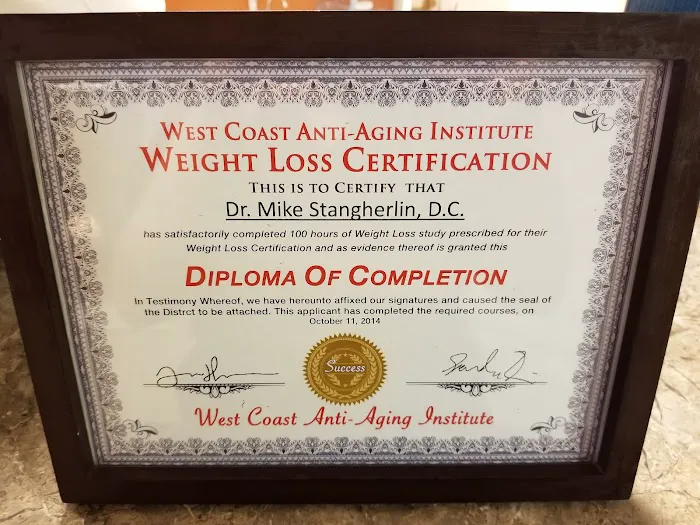 West Coast Anti-Aging Institute
Weight Loss Certification
This is to Certify that
Dr. Mike Stangherlin, D.C.
has satisfactorily completed 100 hours of Weight Loss study prescribed for their
Weight Loss Certification and as evidence thereof is granted this
Diploma Of Completion
In Testimony Whereof, we have hereunto affixed our signatures and caused the seal of
the Distrct to be attached. This applicant has completed the required courses, on
October 11, 2014
Success
West Coast Anti-Aging Institute